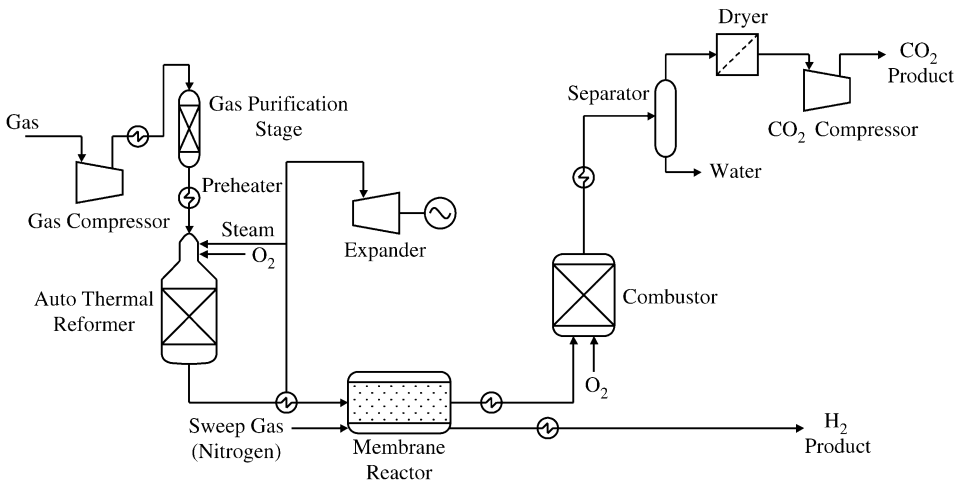 Dryer
CO₂
Product
Separator
Gas Purification
Stage
Gas
CO₂ Compressor
Water
Preheater
Gas Compressor
Steam
O₂
Expander
Auto Thermal
Reformer
Combustor
O₂
Sweep Gas
(Nitrogen)
Membrane
Reactor
H₂
Product